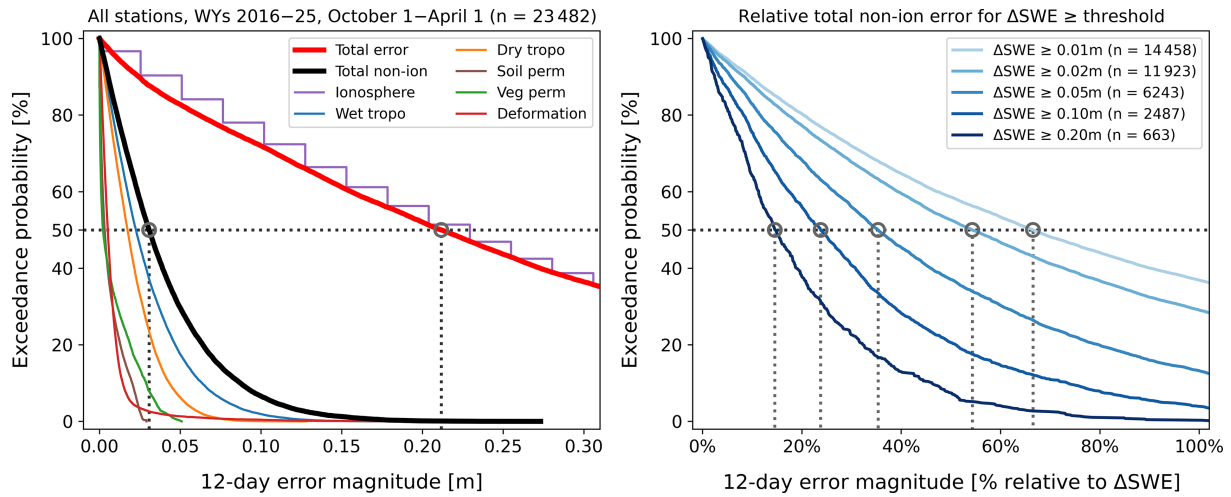 All stations, WYs 2016−25, October 1−April 1 (n = 23 482)
Exceedance probability [%]
100
80
60
40
20
0
Total error
Total non-ion
Ionosphere
Wet tropo
Dry tropo
Soil perm
Veg perm
Deformation
0.00
0.05
0.10
0.15
0.20
0.25
0.30
12-day error magnitude [m]
Relative total non-ion error for ΔSWE ≥ threshold
Exceedance probability [%]
100
80
60
40
20
0
ΔSWE ≥ 0.01m (n = 14 458)
ΔSWE ≥ 0.02m (n = 11 923)
ΔSWE ≥ 0.05m (n = 6243)
ΔSWE ≥ 0.10m (n = 2487)
ΔSWE ≥ 0.20m (n = 663)
0%
20%
40%
60%
80%
100%
12-day error magnitude [% relative to ΔSWE]